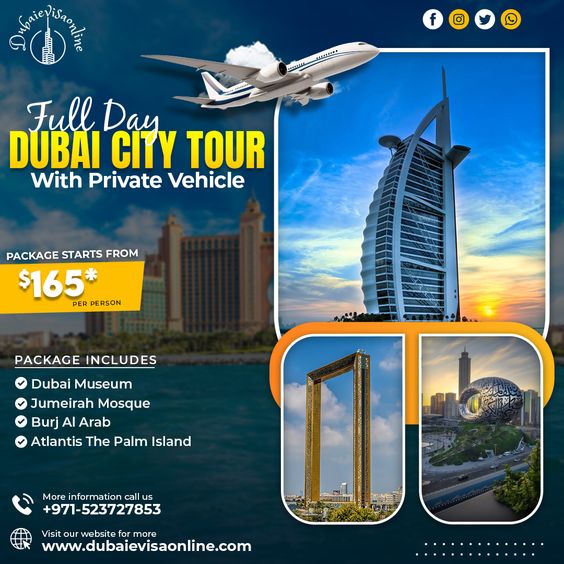 Dubaievisaonline
Full Day
DUBAI CITY TOUR
With Private Vehicle
PACKAGE STARTS FROM
$165*
PER PERSON
PACKAGE INCLUDES
Dubai Museum
Jumeirah Mosque
Burj Al Arab
Atlantis The Palm Island
More information call us
+971-523727853
Visit our website for more
www.dubaievisaonline.com